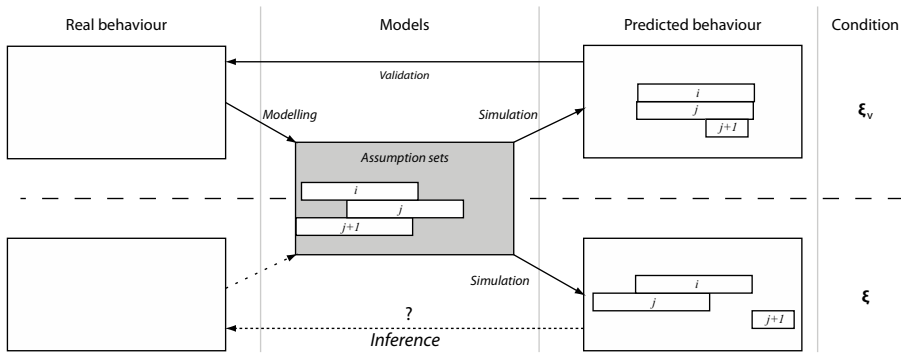 Real behaviour Models Predicted behaviour Condition
Validation
Modelling Simulation
i
j
j+1
ξv
Assumption sets
i
j
j+1
Simulation
i
j
j+1
ξ
?
Inference